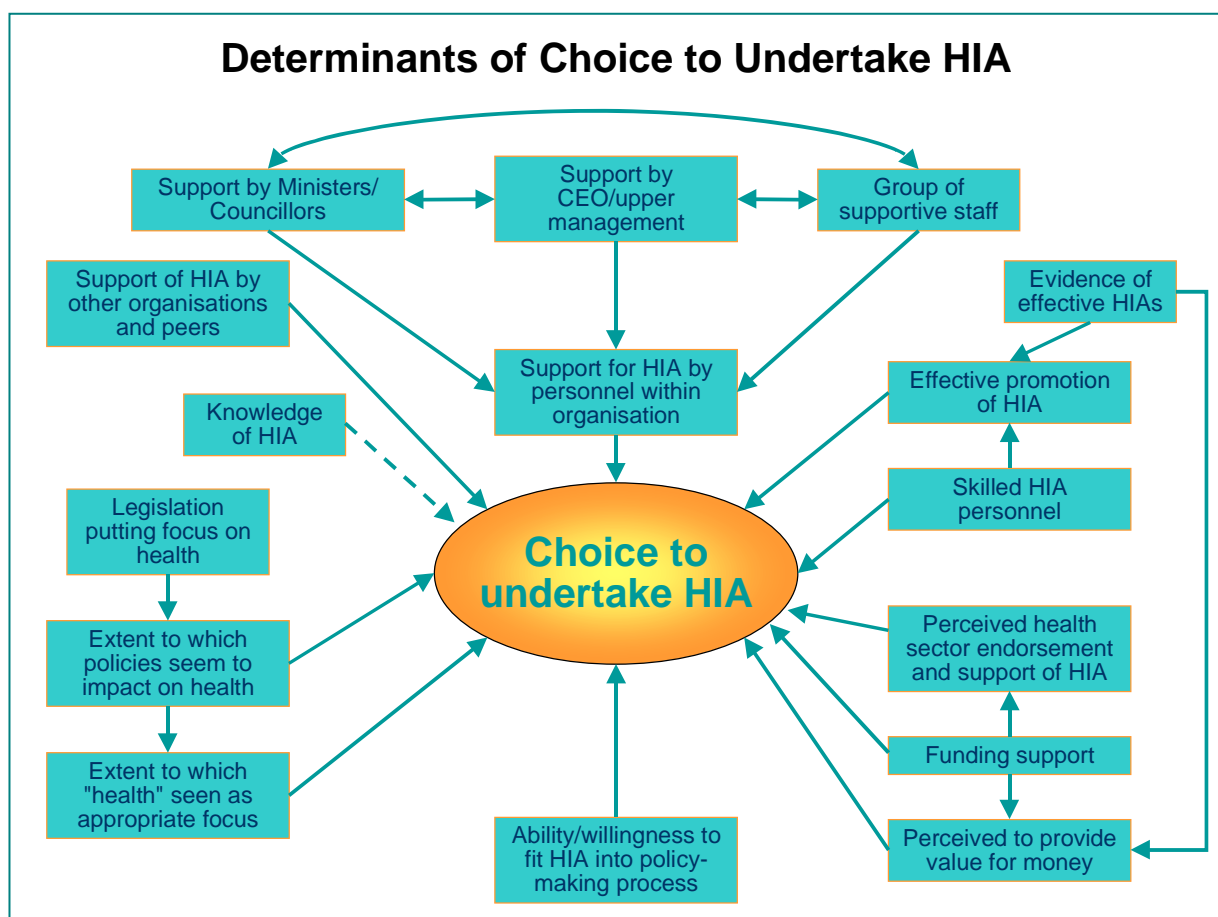 Determinants of Choice to Undertake HIA
Support by Ministers/
Councillors
Support by
CEO/upper
management
Group of
supportive staff
Support of HIA by
other organisations
and peers
Evidence of
effective HIAs
Support for HIA by
personnel within
organisation
Effective promotion
of HIA
Knowledge
of HIA
Skilled HIA
personnel
Legislation
putting focus on
health
Choice to
undertake HIA
Extent to which
policies seem to
impact on health
Perceived health
sector endorsement
and support of HIA
Funding support
Extent to which
"health" seen as
appropriate focus
Ability/willingness to
fit HIA into policy-
making process
Perceived to provide
value for money